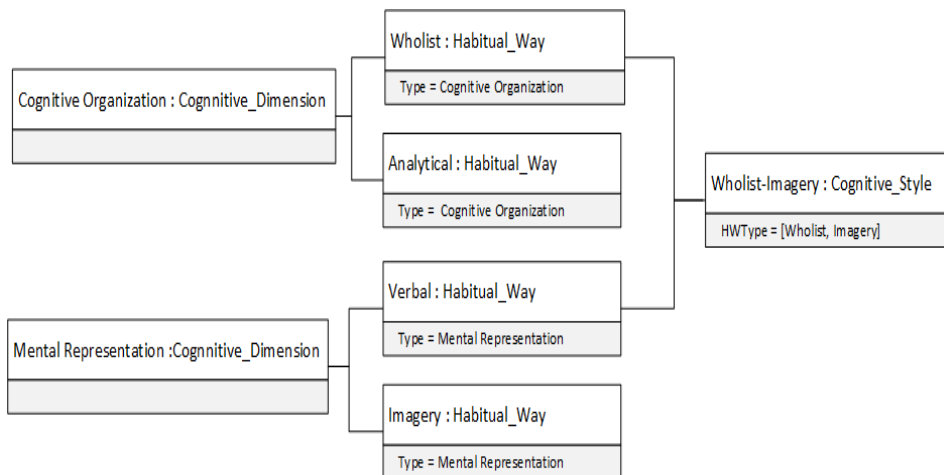 Wholist : Habitual_Way
Type = Cognitive Organization
Cognitive Organization : Cognnitive_Dimension
Analytical : Habitual_Way
Type = Cognitive Organization
Wholist-Imagery : Cognitive_Style
HWType = [Wholist, Imagery]
Verbal : Habitual_Way
Type = Mental Representation
Mental Representation :Cognnitive_Dimension
Imagery : Habitual_Way
Type = Mental Representation